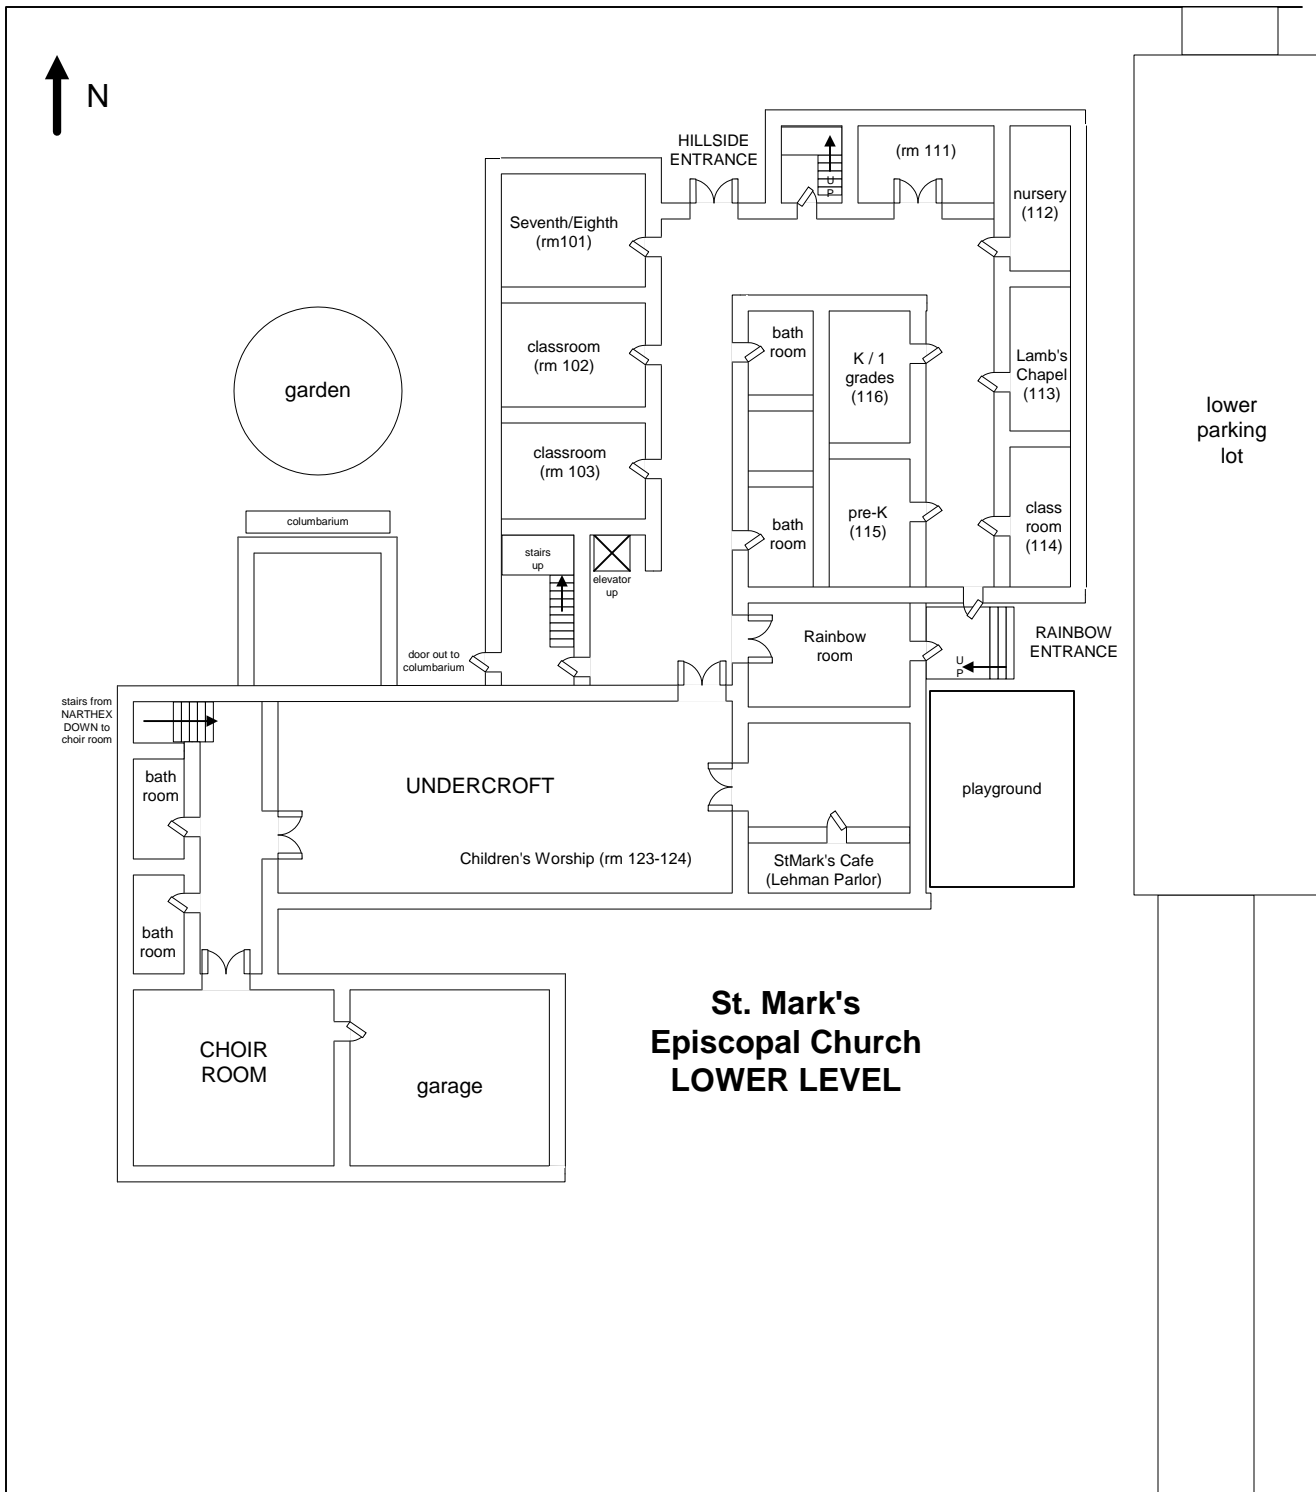 N
HILLSIDE
ENTRANCE
(rm 111)
U
P
nursery
(112)
Seventh/Eighth
(rm101)
bath
room
K / 1
grades
(116)
Lamb's
Chapel
(113)
classroom
(rm 102)
garden
lower
parking
lot
classroom
(rm 103)
columbarium
bath
room
pre-K
(115)
class
room
(114)
stairs
up
elevator
up
Rainbow
room
RAINBOW
ENTRANCE
U
P
door out to
columbarium
stairs from
NARTHEX
DOWN to
choir room
bath
room
UNDERCROFT
playground
Children's Worship (rm 123-124)
StMark's Cafe
(Lehman Parlor)
bath
room
CHOIR
ROOM
garage
St. Mark's
Episcopal Church
LOWER LEVEL